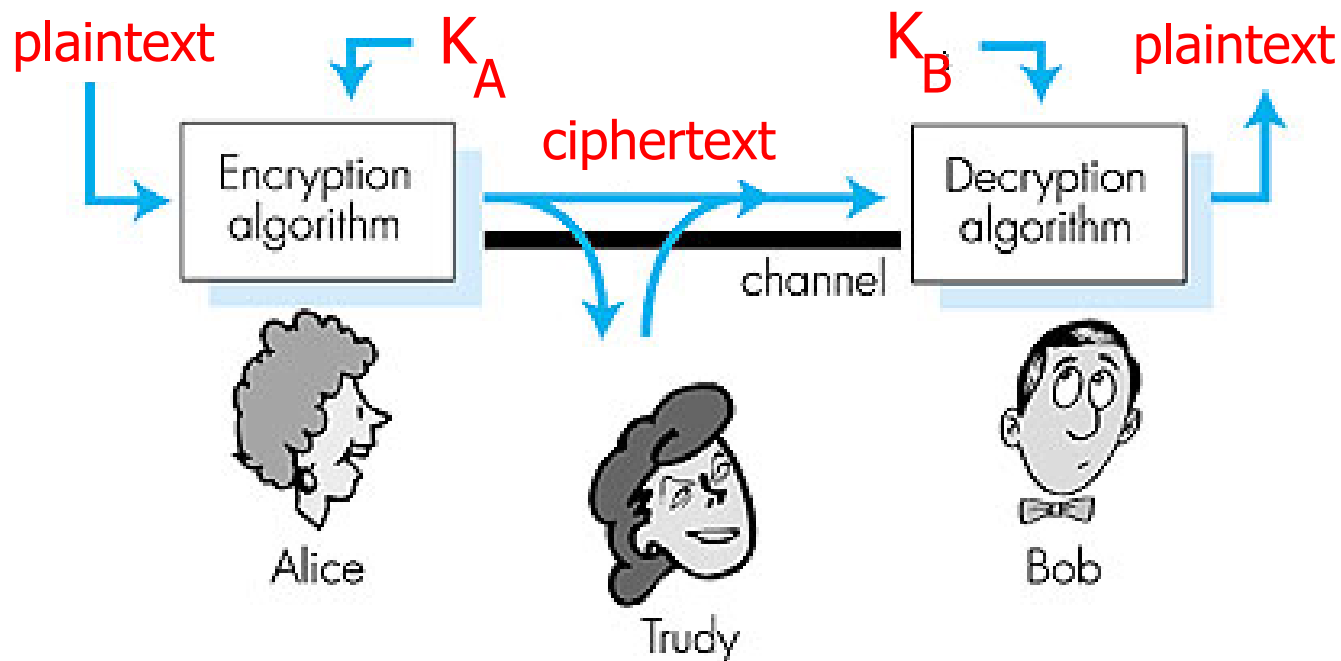 plaintext
K
A
K
B
plaintext
Encryption
algorithm
ciphertext
Decryption
algorithm
channel
Alice
Trudy
Bob